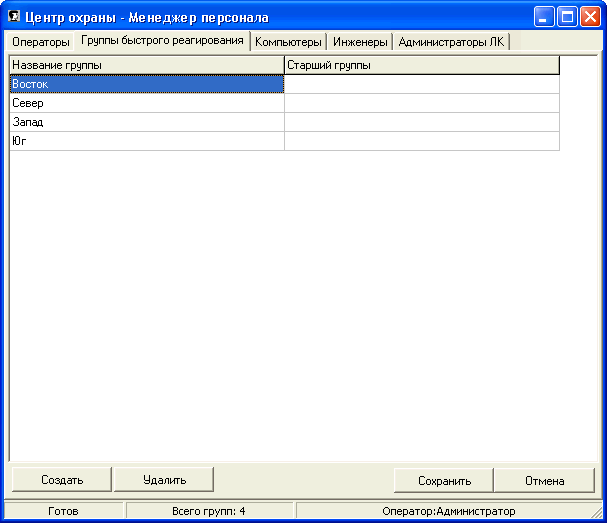 Центр охраны - Менеджер персонала
Операторы Группы быстрого реагирования Компьютеры Инженеры Администраторы ЛК
Название группы Старший группы
Восток
Север
Запад
Юг
Создать Удалить Сохранить Отмена
Готов Всего групп: 4 Оператор:Администратор